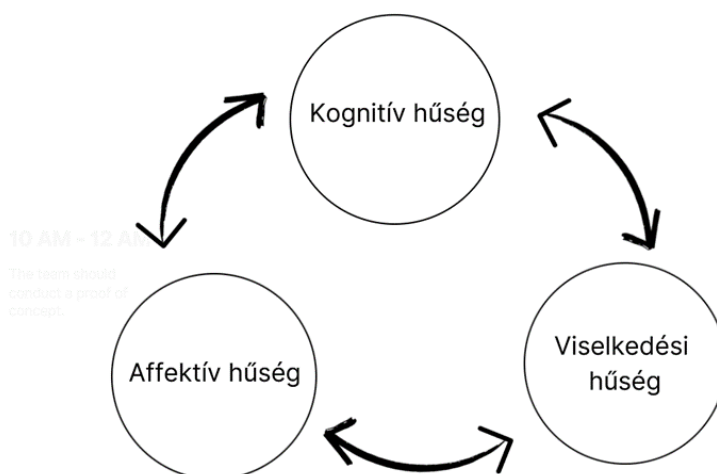 Kognitív hűség
10 AM - 12 AM
The team should
conduct a proof of
concept.
Affektív hűség
Viselkedési
hűség